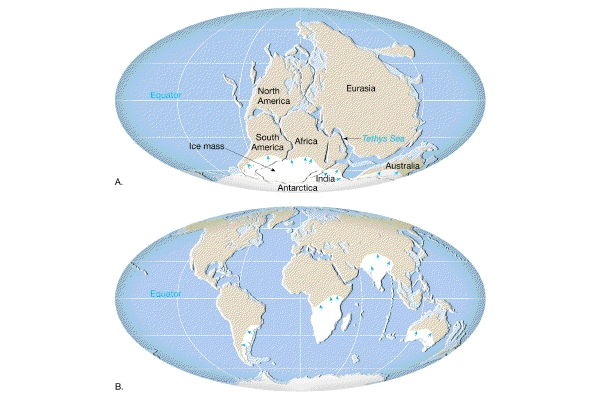 North
America
Eurasia
Equator
South
America
Africa
Tethys Sea
Ice mass
Australia
India
Antarctica
A.
Equator
B.